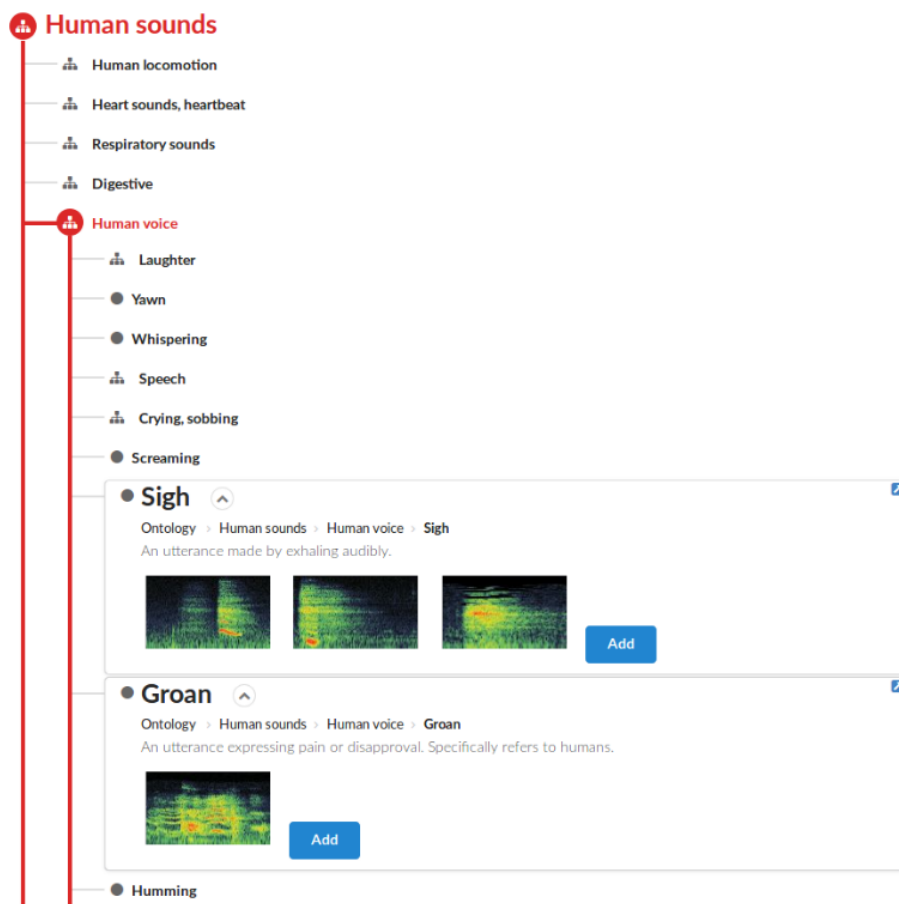 Human sounds
Human locomotion
Heart sounds, heartbeat
Respiratory sounds
Digestive
Human voice
Laughter
Yawn
Whispering
Speech
Crying, sobbing
Screaming
Sigh
Ontology > Human sounds > Human voice > Sigh
An utterance made by exhaling audibly.
Add
Groan
Ontology > Human sounds > Human voice > Groan
An utterance expressing pain or disapproval. Specifically refers to humans.
Add
Humming